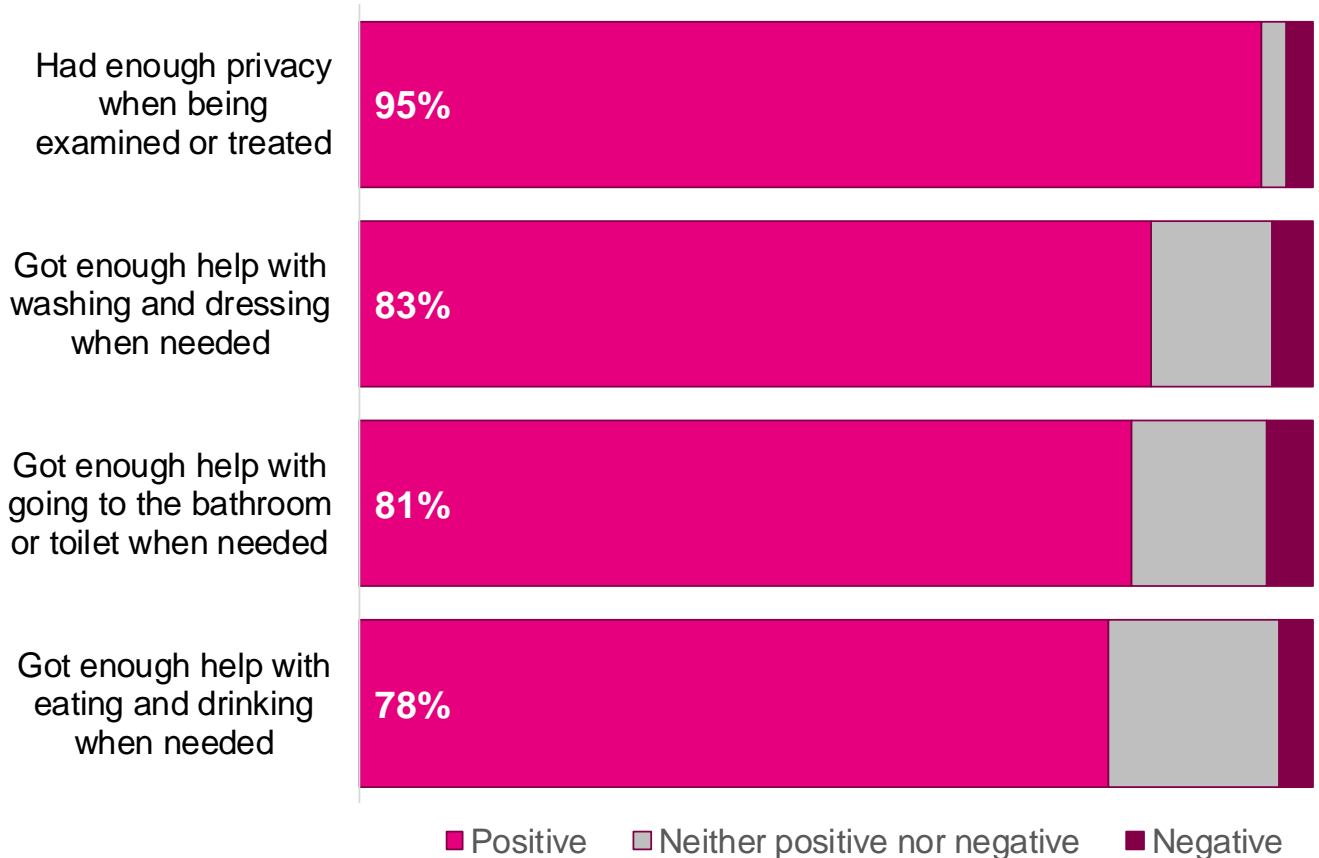 Had enough privacy
when being
examined or treated
95%
Got enough help with
washing and dressing
when needed
83%
Got enough help with
going to the bathroom
or toilet when needed
81%
Got enough help with
eating and drinking
when needed
78%
Positive Neither positive nor negative Negative